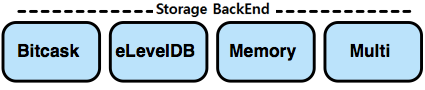 Storage BackEnd
Bitcask eLevelDB Memory Multi